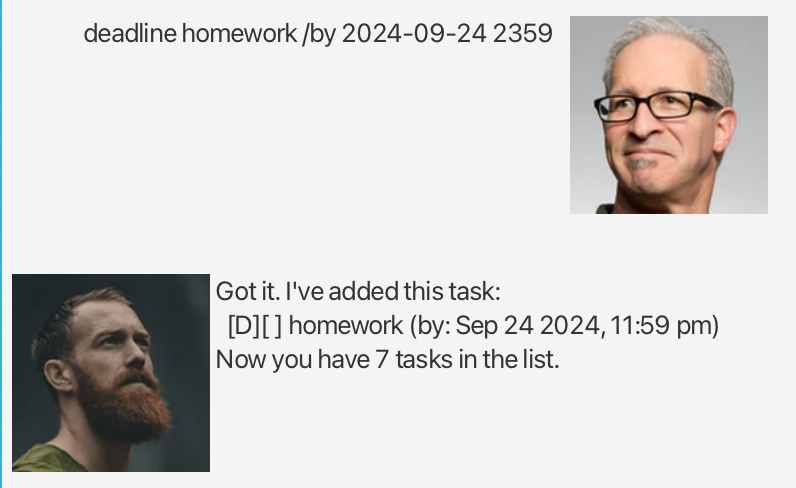 deadline homework /by 2024-09-24 2359
Got it. I've added this task:
[D][ ] homework (by: Sep 24 2024, 11:59 pm)
Now you have 7 tasks in the list.